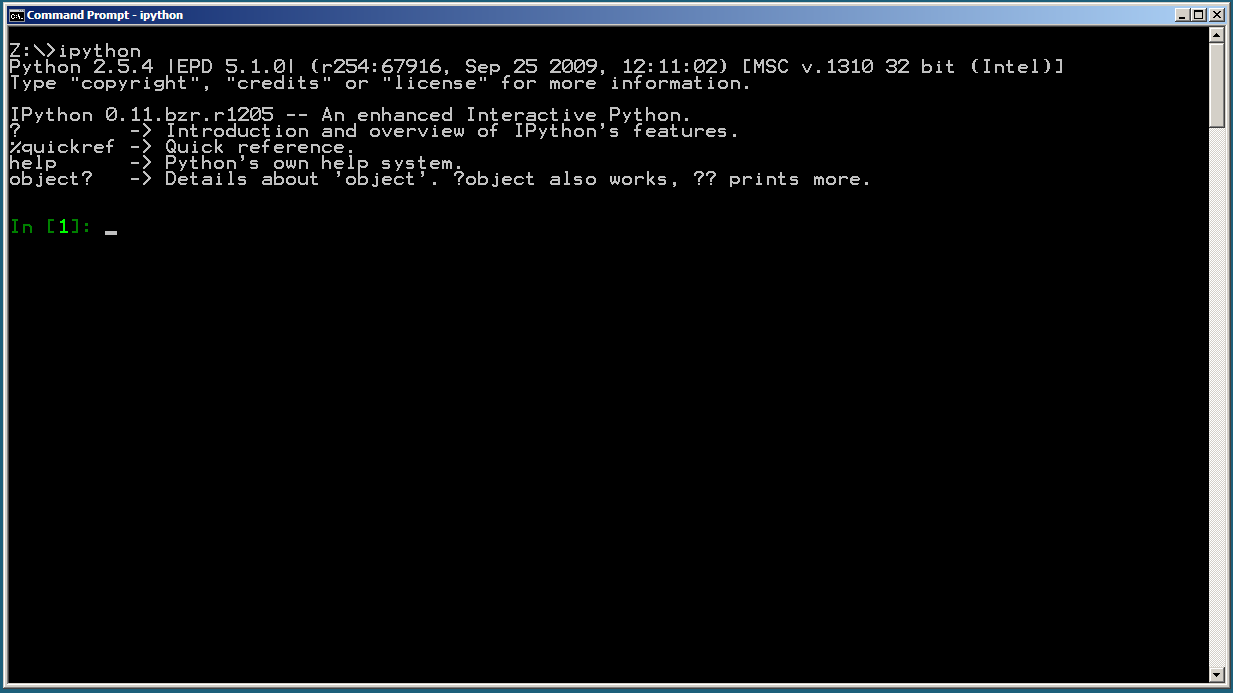 Command Prompt - ipython
Z:\>ipython
Python 2.5.4 |EPD 5.1.0| (r254:67916, Sep 25 2009, 12:11:02) [MSC v.1310 32 bit (Intel)]
Type "copyright", "credits" or "license" for more information.
IPython 0.11.bzr.r1205 -- An enhanced Interactive Python.
?         -> Introduction and overview of IPython's features.
%quickref -> Quick reference.
help      -> Python's own help system.
object?   -> Details about 'object'. ?object also works, ?? prints more.
In [1]: _